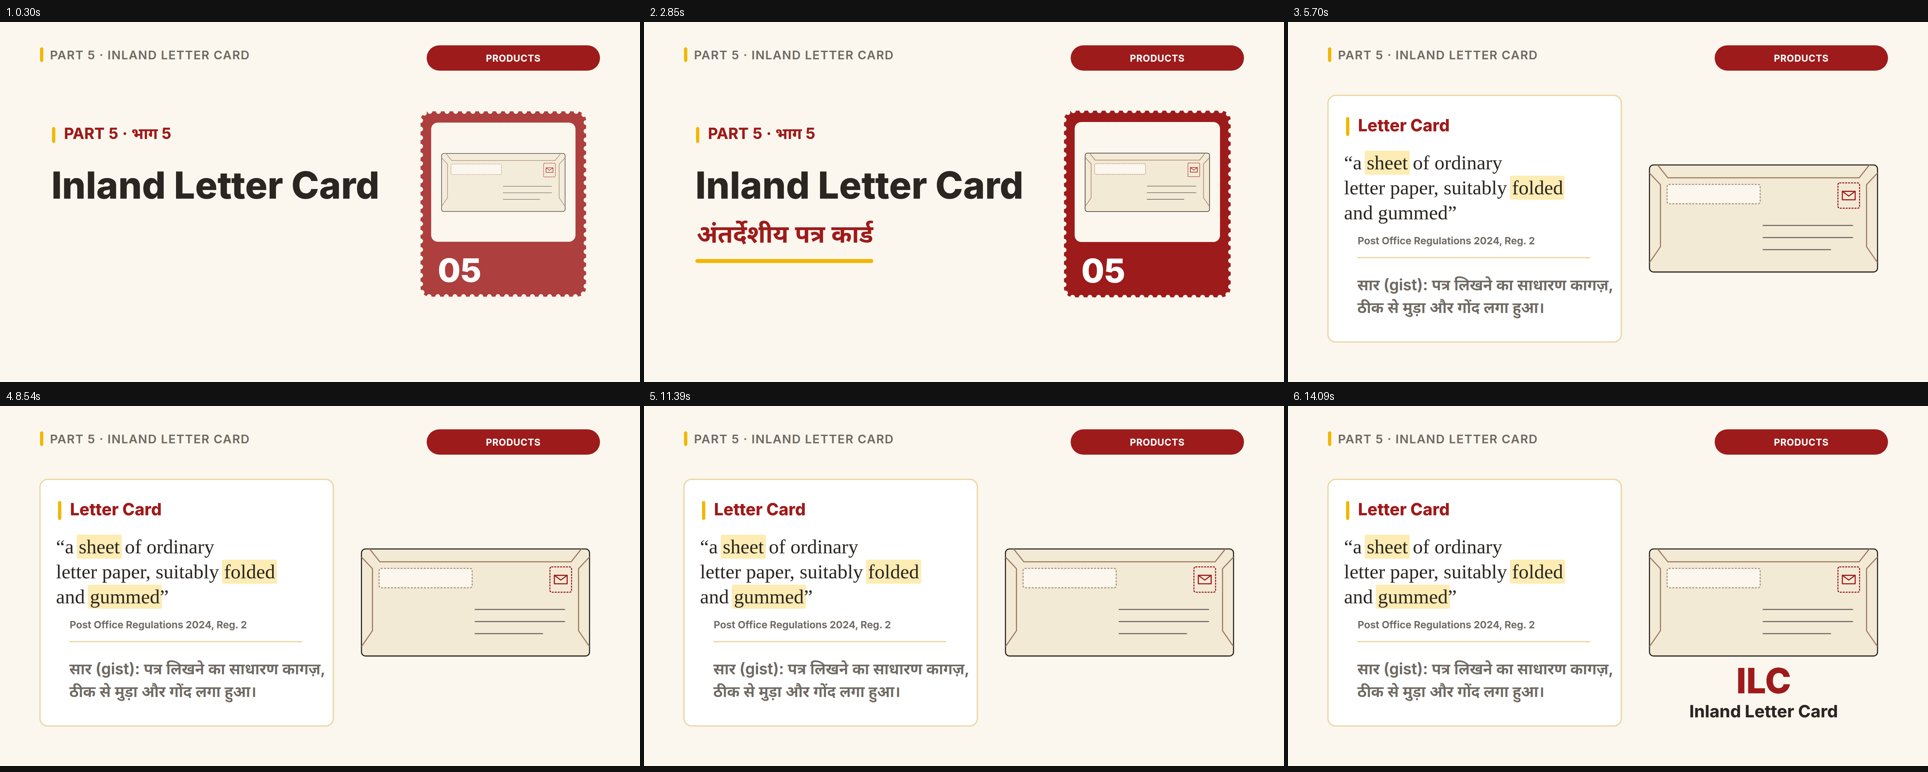 1. 0.30s
PART 5 · INLAND LETTER CARD
PRODUCTS
PART 5 · भाग 5
Inland Letter Card
05
2. 2.85s
PART 5 · INLAND LETTER CARD
PRODUCTS
PART 5 · भाग 5
Inland Letter Card
अंतर्देशीय पत्र कार्ड
05
3. 5.70s
PART 5 · INLAND LETTER CARD
PRODUCTS
Letter Card
“a sheet of ordinary
letter paper, suitably folded
and gummed”
Post Office Regulations 2024, Reg. 2
सार (gist): पत्र लिखने का साधारण कागज़,
ठीक से मुड़ा और गोंद लगा हुआ।
4. 8.54s
PART 5 · INLAND LETTER CARD
PRODUCTS
Letter Card
“a sheet of ordinary
letter paper, suitably folded
and gummed”
Post Office Regulations 2024, Reg. 2
सार (gist): पत्र लिखने का साधारण कागज़,
ठीक से मुड़ा और गोंद लगा हुआ।
5. 11.39s
PART 5 · INLAND LETTER CARD
PRODUCTS
Letter Card
“a sheet of ordinary
letter paper, suitably folded
and gummed”
Post Office Regulations 2024, Reg. 2
सार (gist): पत्र लिखने का साधारण कागज़,
ठीक से मुड़ा और गोंद लगा हुआ।
6. 14.09s
PART 5 · INLAND LETTER CARD
PRODUCTS
Letter Card
“a sheet of ordinary
letter paper, suitably folded
and gummed”
Post Office Regulations 2024, Reg. 2
सार (gist): पत्र लिखने का साधारण कागज़,
ठीक से मुड़ा और गोंद लगा हुआ।
ILC
Inland Letter Card